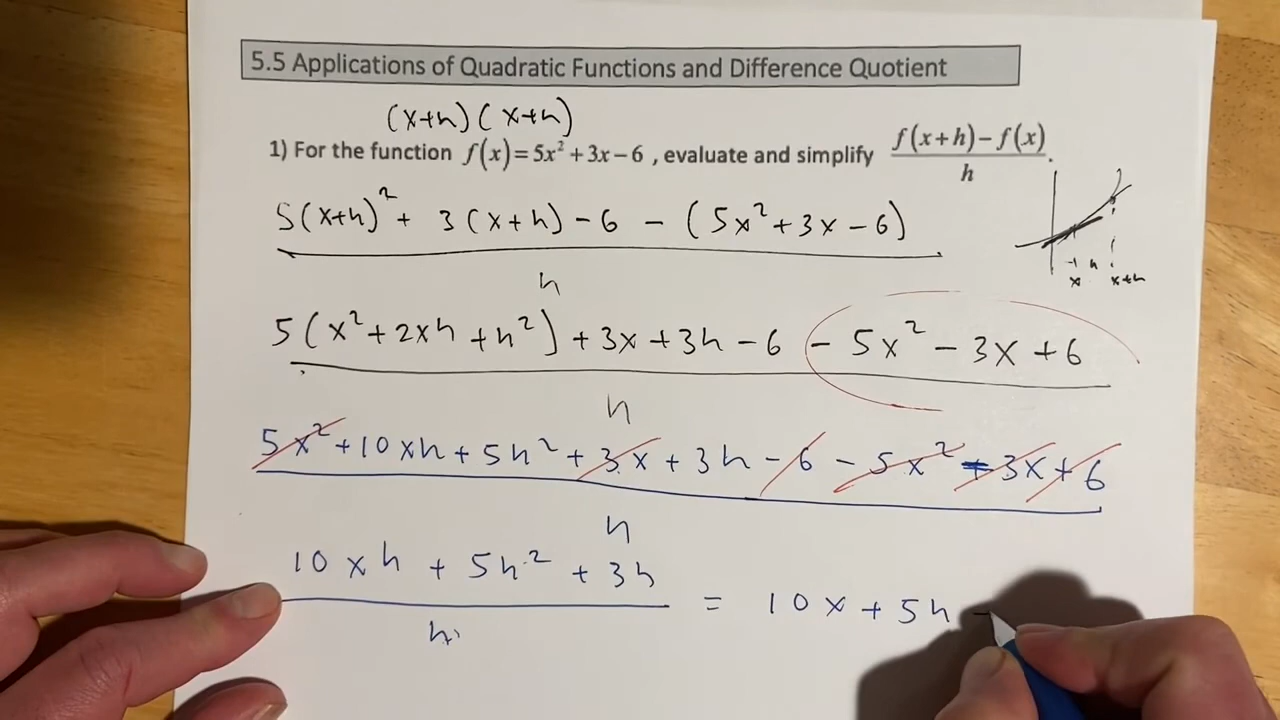 5.5 Applications of Quadratic Functions and Difference Quotient
(x+h)(x+h)
1) For the function f(x)=5x²+3x−6, evaluate and simplify f(x+h)−f(x)
h
.
5(x+h)² + 3(x+h) − 6 − (5x²+3x−6)
h
h
x x+h
5(x²+2xh+h²)+3x+3h−6 −5x²−3x+6
h
5x²+10xh+5h²+3x+3h−6−5x²−3x+6
h
10xh + 5h² + 3h
h
= 10x+5h −